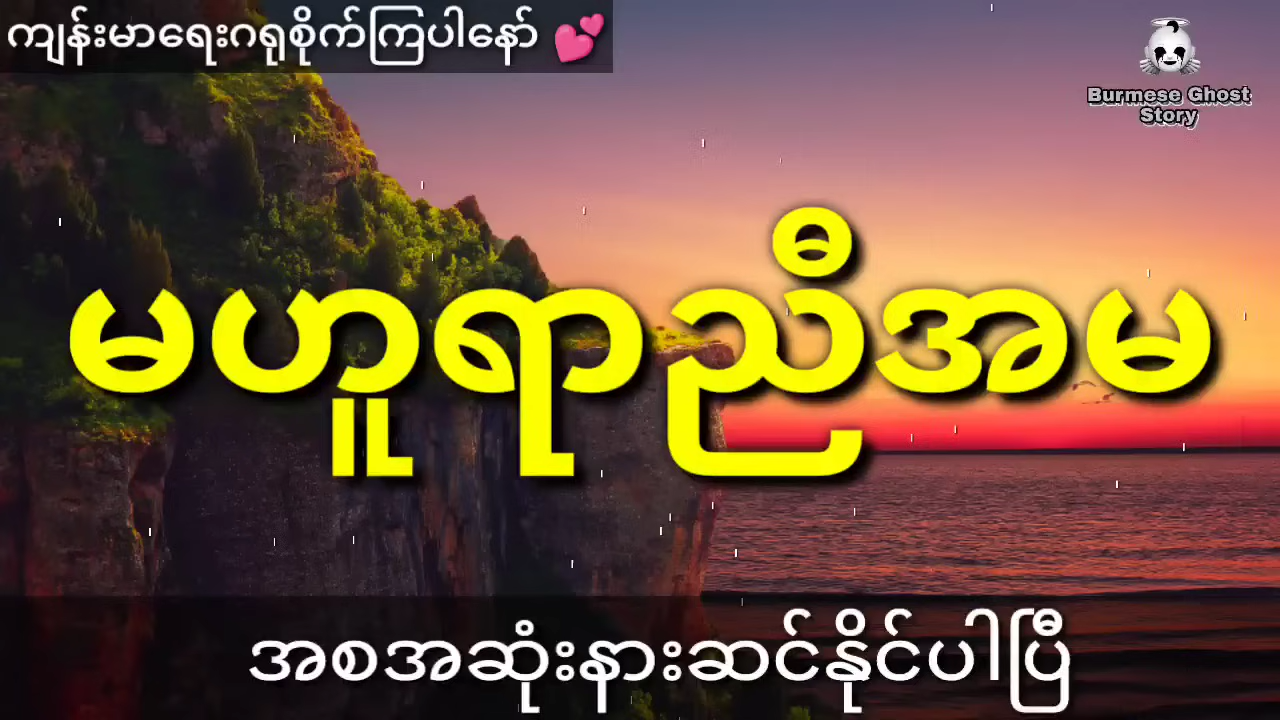 ကျန်းမာရေးဂရုစိုက်ကြပါနော် 💕
Burmese Ghost
Story
မဟူရာညီအမ
အစအဆုံးနားဆင်နိုင်ပါပြီ